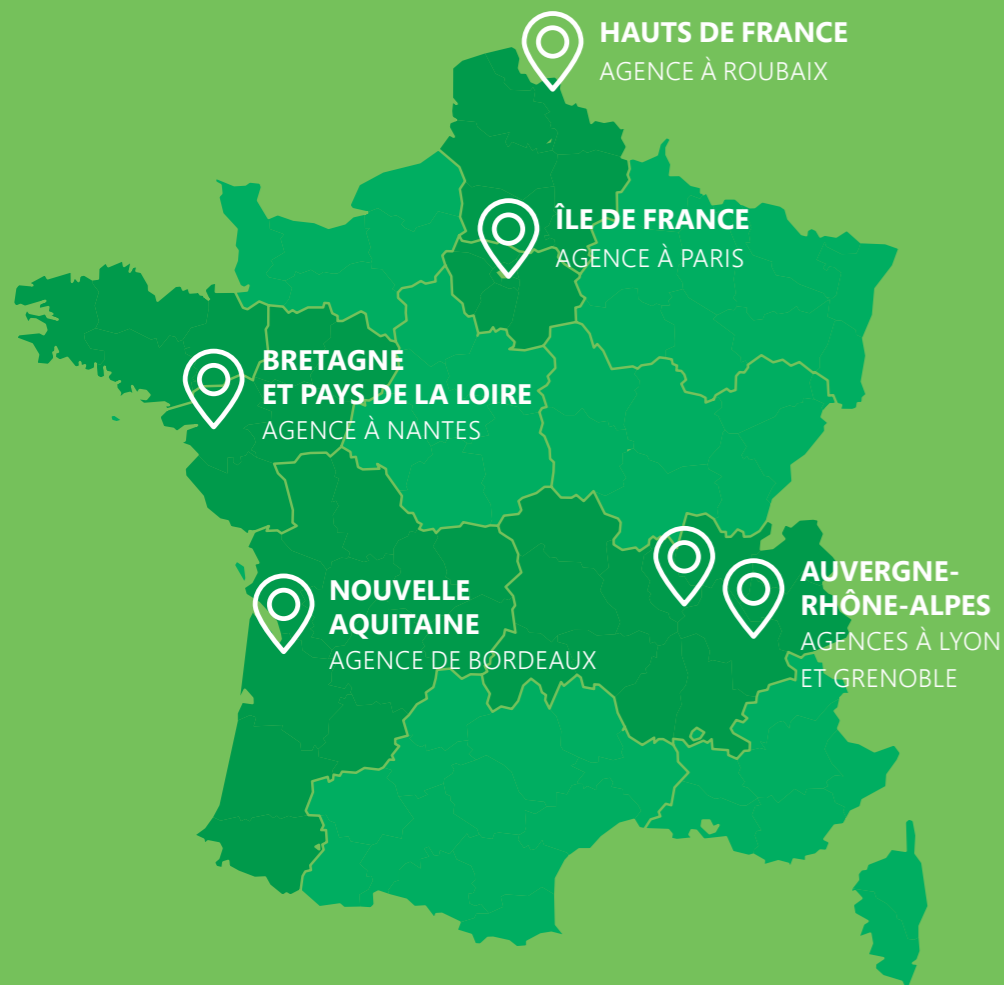 HAUTS DE FRANCE
AGENCE À ROUBAIX
ÎLE DE FRANCE
AGENCE À PARIS
BRETAGNE
ET PAYS DE LA LOIRE
AGENCE À NANTES
NOUVELLE
AQUITAINE
AGENCE DE BORDEAUX
AUVERGNE-
RHÔNE-ALPES
AGENCES À LYON
ET GRENOBLE